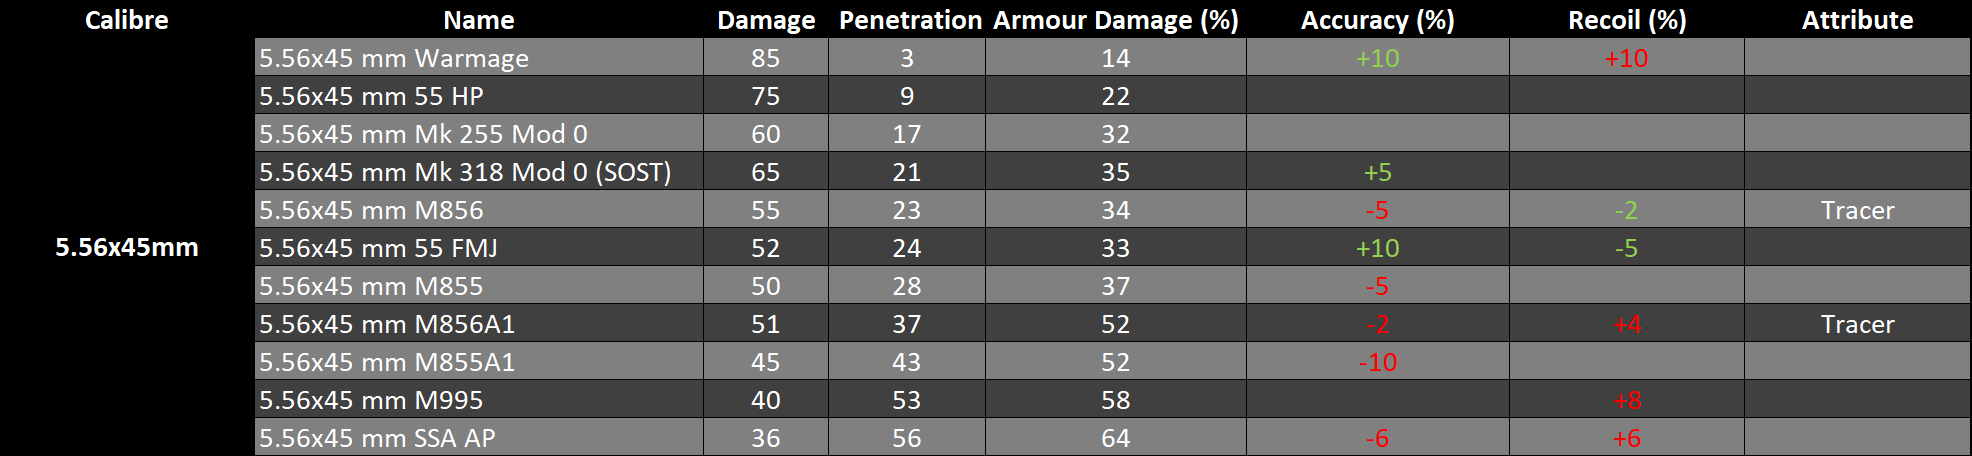 Calibre Name Damage Penetration Armour Damage (%) Accuracy (%) Recoil (%) Attribute
5.56x45 mm Warmage 85 3 14 +10 +10
5.56x45 mm 55 HP 75 9 22
5.56x45 mm Mk 255 Mod 0 60 17 32
5.56x45 mm Mk 318 Mod 0 (SOST) 65 21 35 +5
5.56x45 mm M856 55 23 34 -5 -2 Tracer
5.56x45mm 5.56x45 mm 55 FMJ 52 24 33 +10 -5
5.56x45 mm M855 50 28 37 -5
5.56x45 mm M856A1 51 37 52 -2 +4 Tracer
5.56x45 mm M855A1 45 43 52 -10
5.56x45 mm M995 40 53 58 +8
5.56x45 mm SSA AP 36 56 64 -6 +6